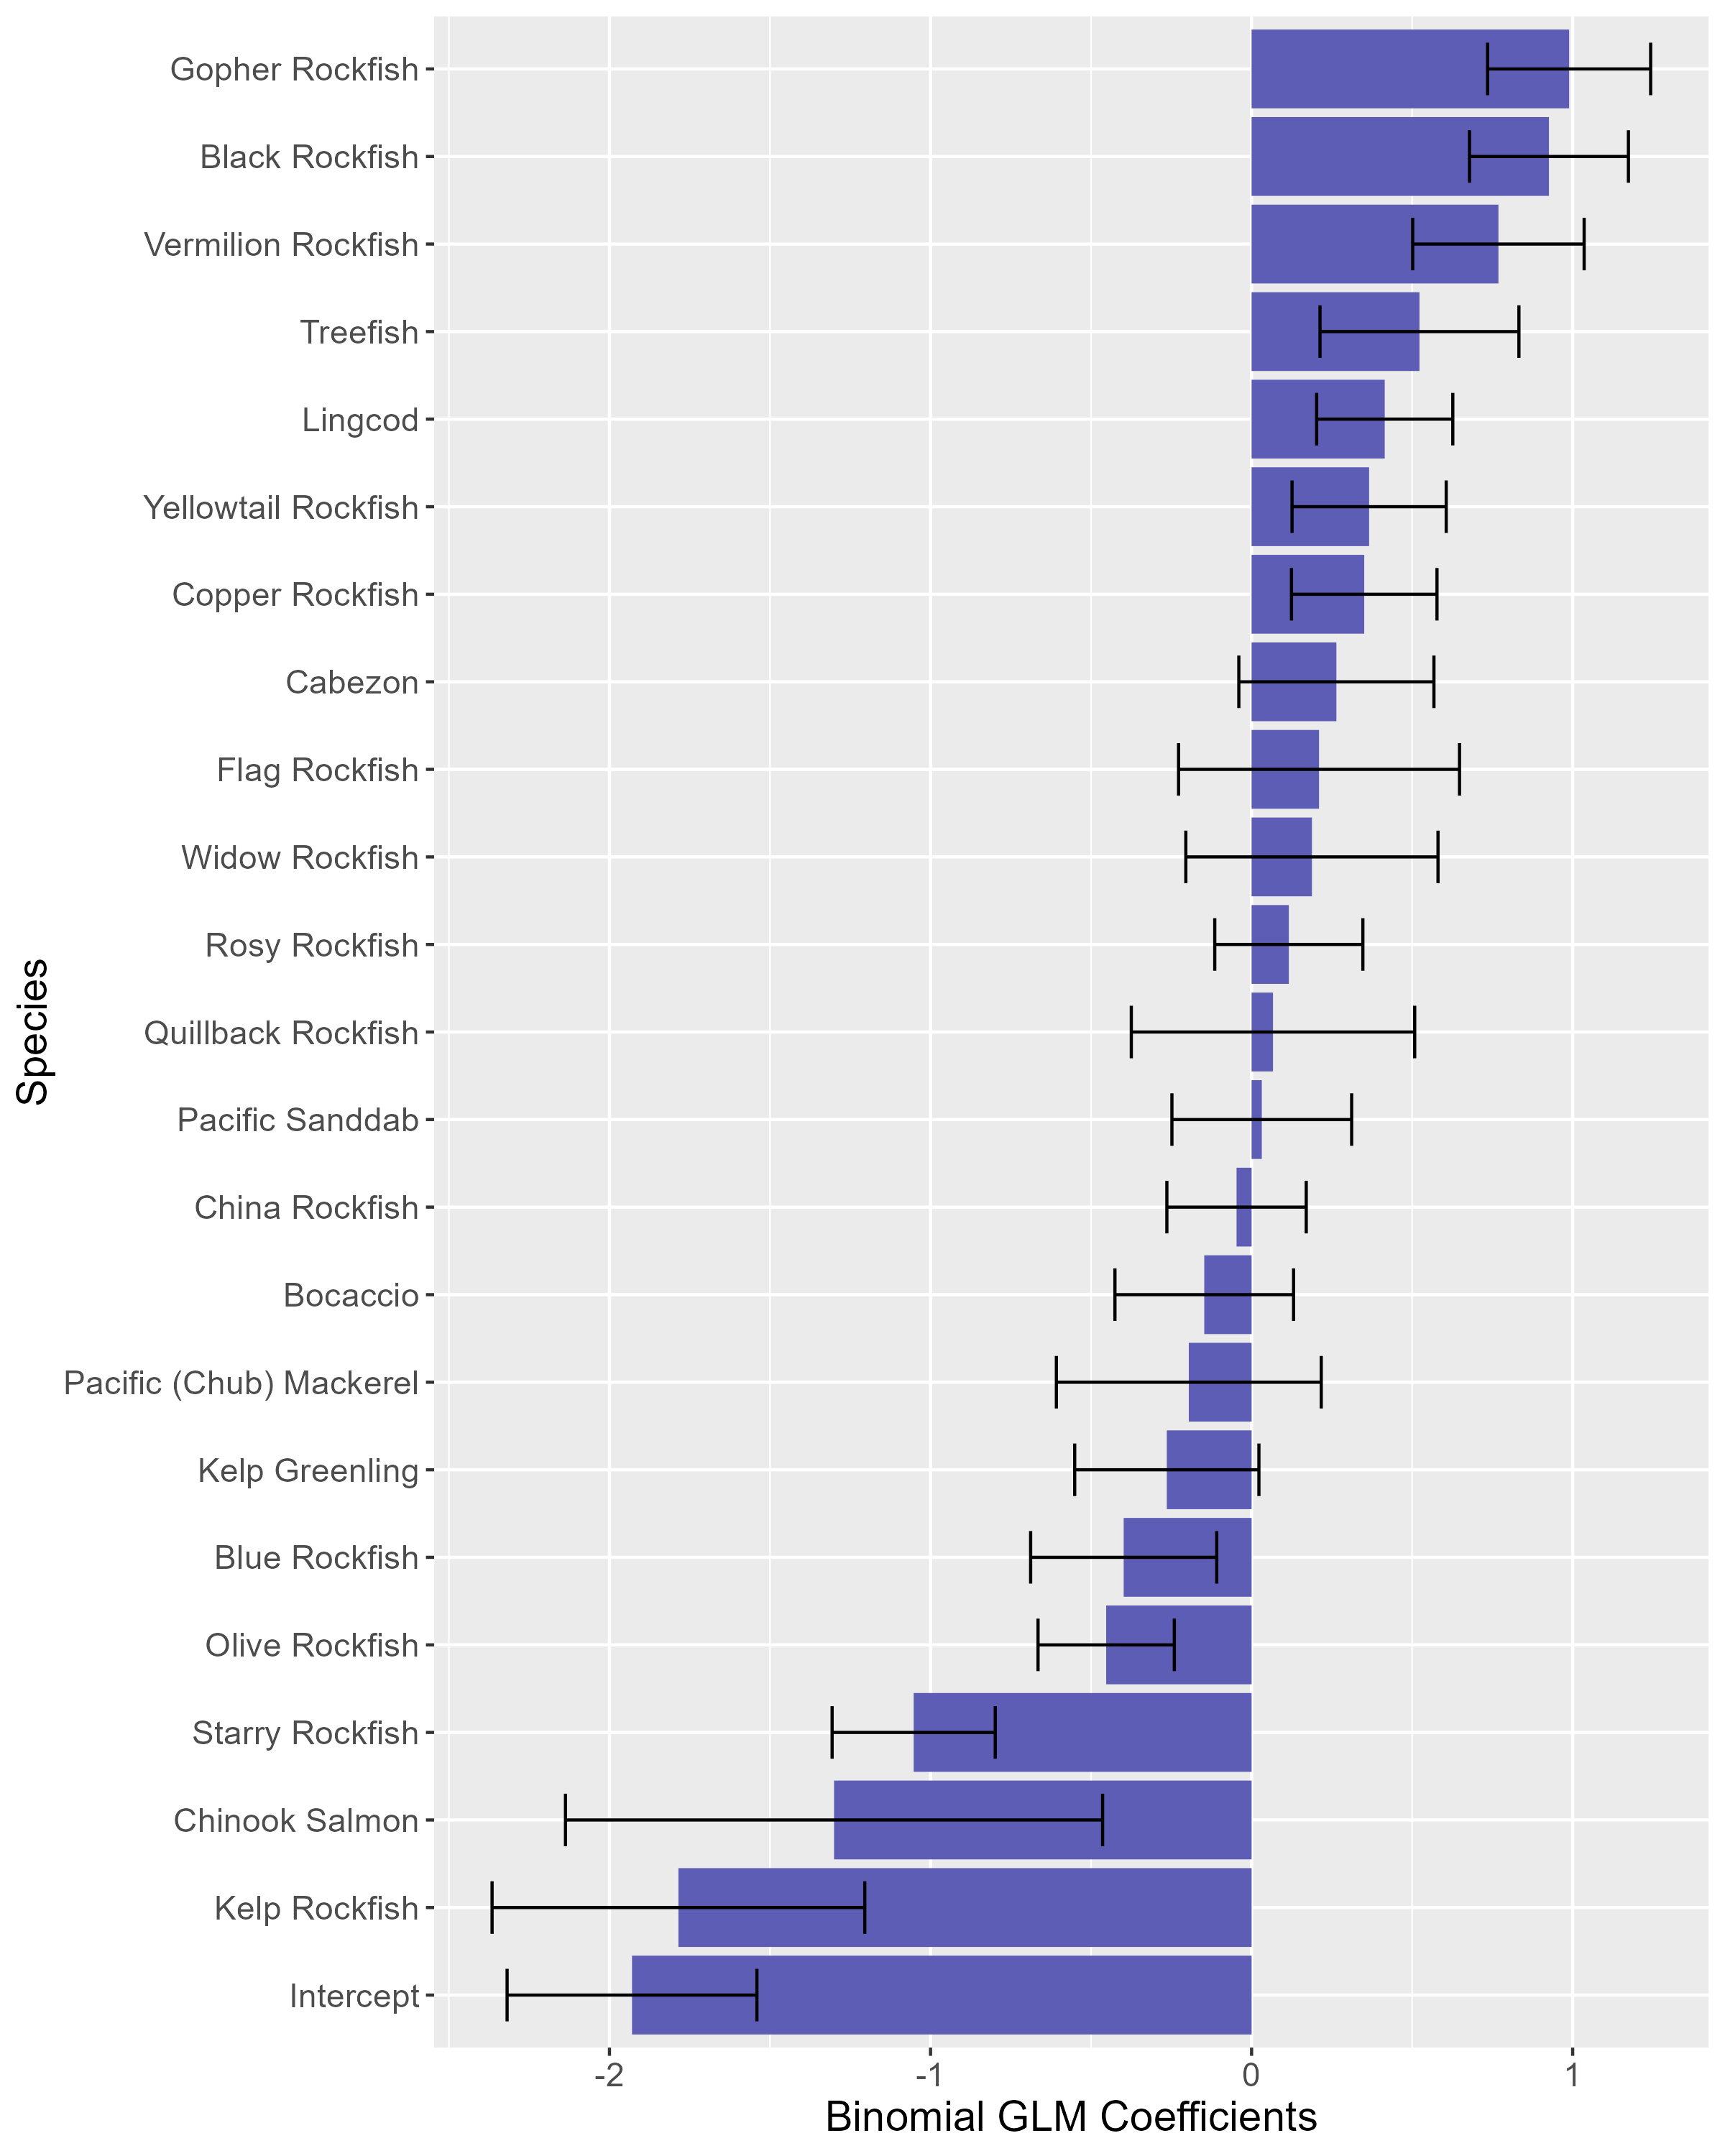 Gopher Rockfish
Black Rockfish
Vermilion Rockfish
Treefish
Lingcod
Yellowtail Rockfish
Copper Rockfish
Cabezon
Flag Rockfish
Widow Rockfish
Rosy Rockfish
Quillback Rockfish
Pacific Sanddab
China Rockfish
Bocaccio
Pacific (Chub) Mackerel
Kelp Greenling
Blue Rockfish
Olive Rockfish
Starry Rockfish
Chinook Salmon
Kelp Rockfish
Intercept
Species
-2 -1 0 1
Binomial GLM Coefficients